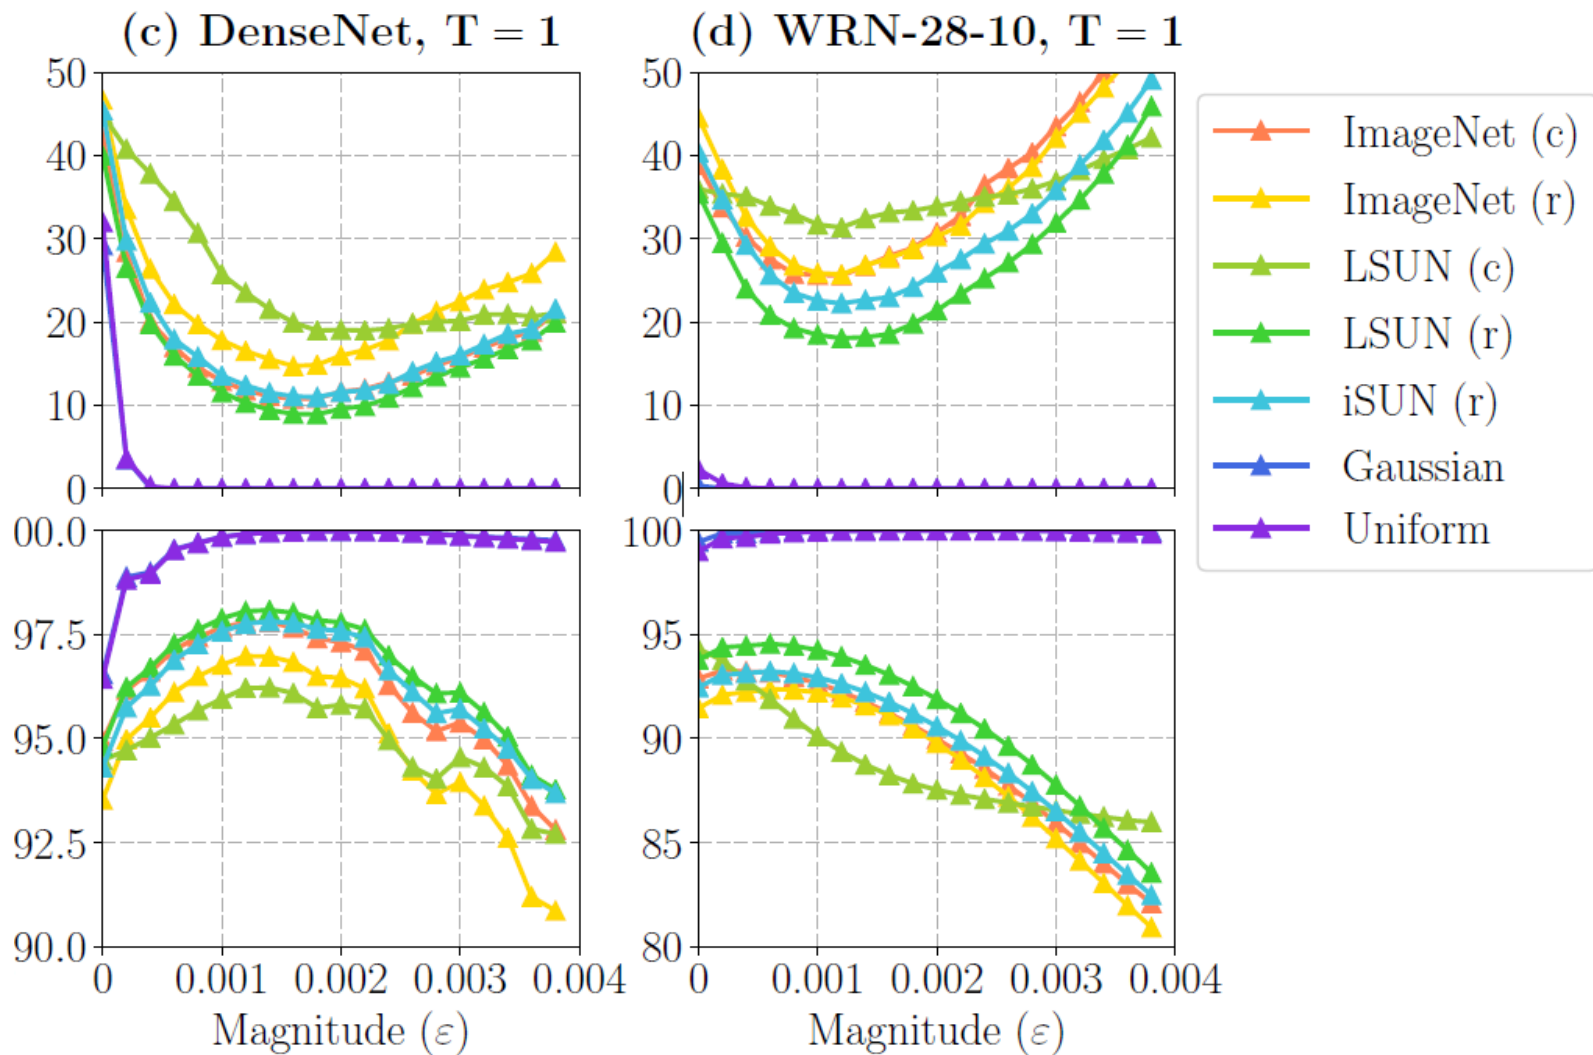 (c) DenseNet, T = 1
(d) WRN-28-10, T = 1
50
40
30
20
10
0
50
40
30
20
10
0
ImageNet (c)
ImageNet (r)
LSUN (c)
LSUN (r)
iSUN (r)
Gaussian
Uniform
00.0
97.5
95.0
92.5
90.0
100
95
90
85
80
0 0.001 0.002 0.003 0.004
0 0.001 0.002 0.003 0.004
Magnitude (ε)
Magnitude (ε)